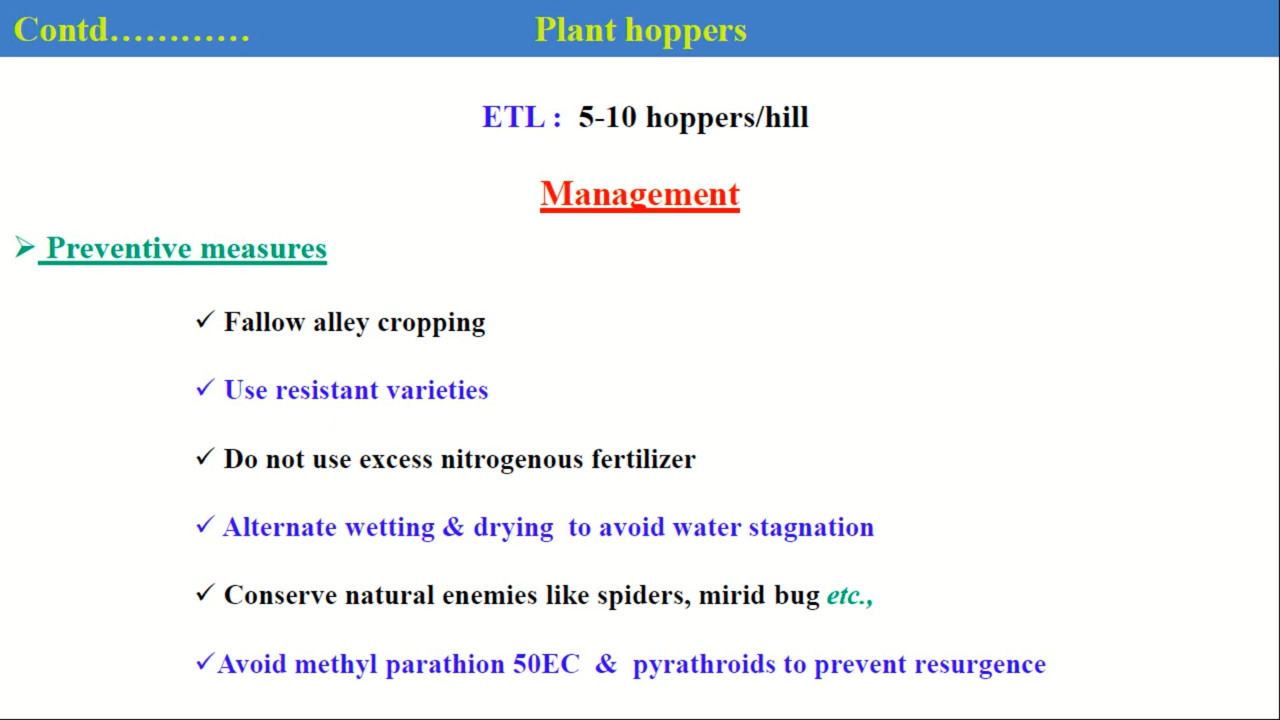 Contd............ Plant hoppers
ETL : 5-10 hoppers/hill
Management
➢ Preventive measures
✓ Fallow alley cropping
✓ Use resistant varieties
✓ Do not use excess nitrogenous fertilizer
✓ Alternate wetting & drying to avoid water stagnation
✓ Conserve natural enemies like spiders, mirid bug etc.,
✓Avoid methyl parathion 50EC & pyrathroids to prevent resurgence